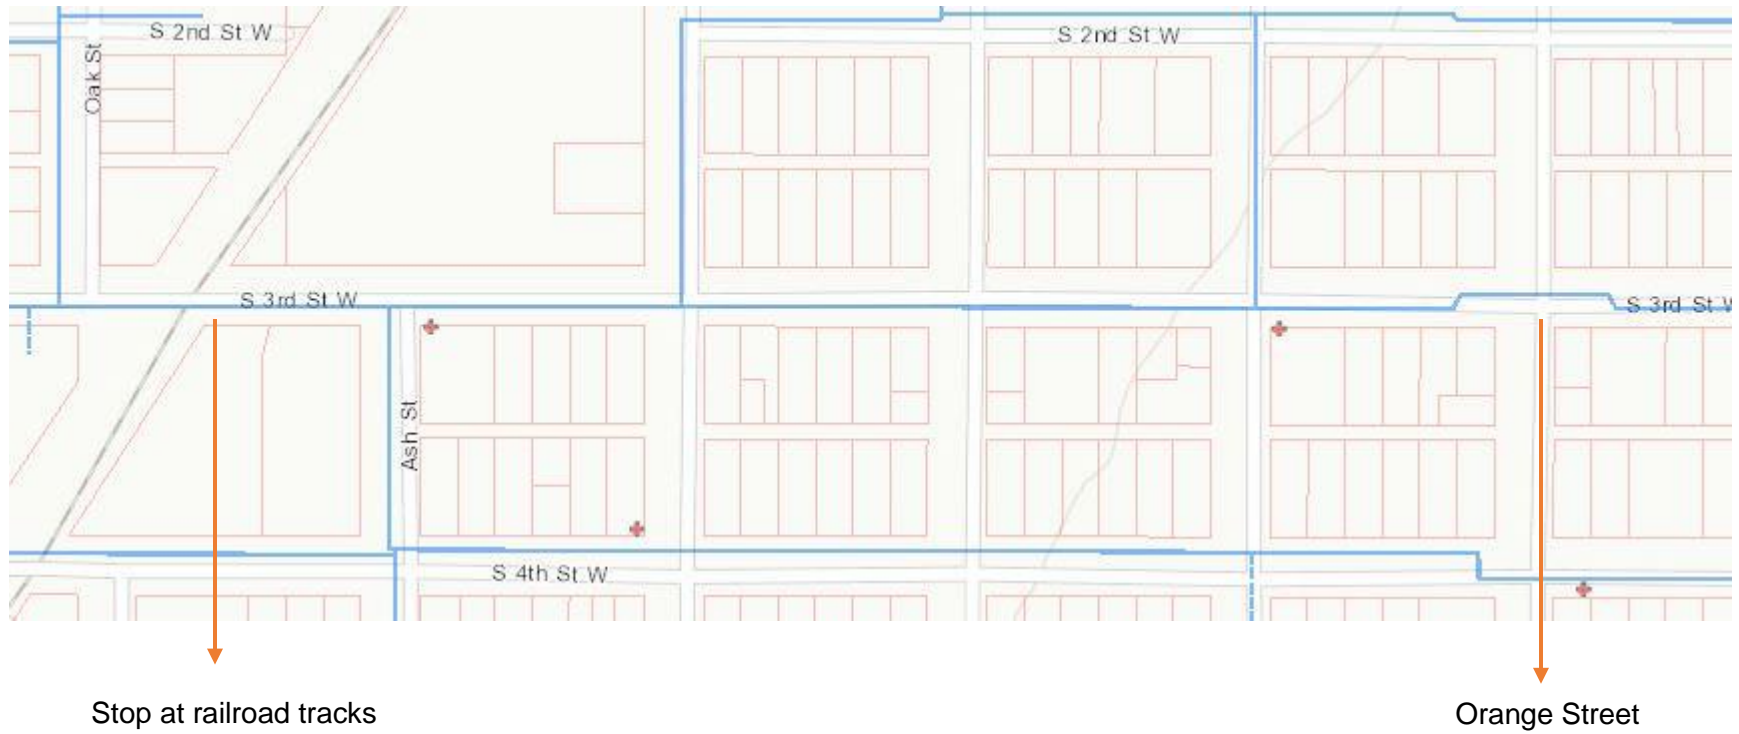 S 2nd St W
S 2nd St W
Oak St
S 3rd St W
S 3rd St W
Ash St
S 4th St W
Stop at railroad tracks
Orange Street